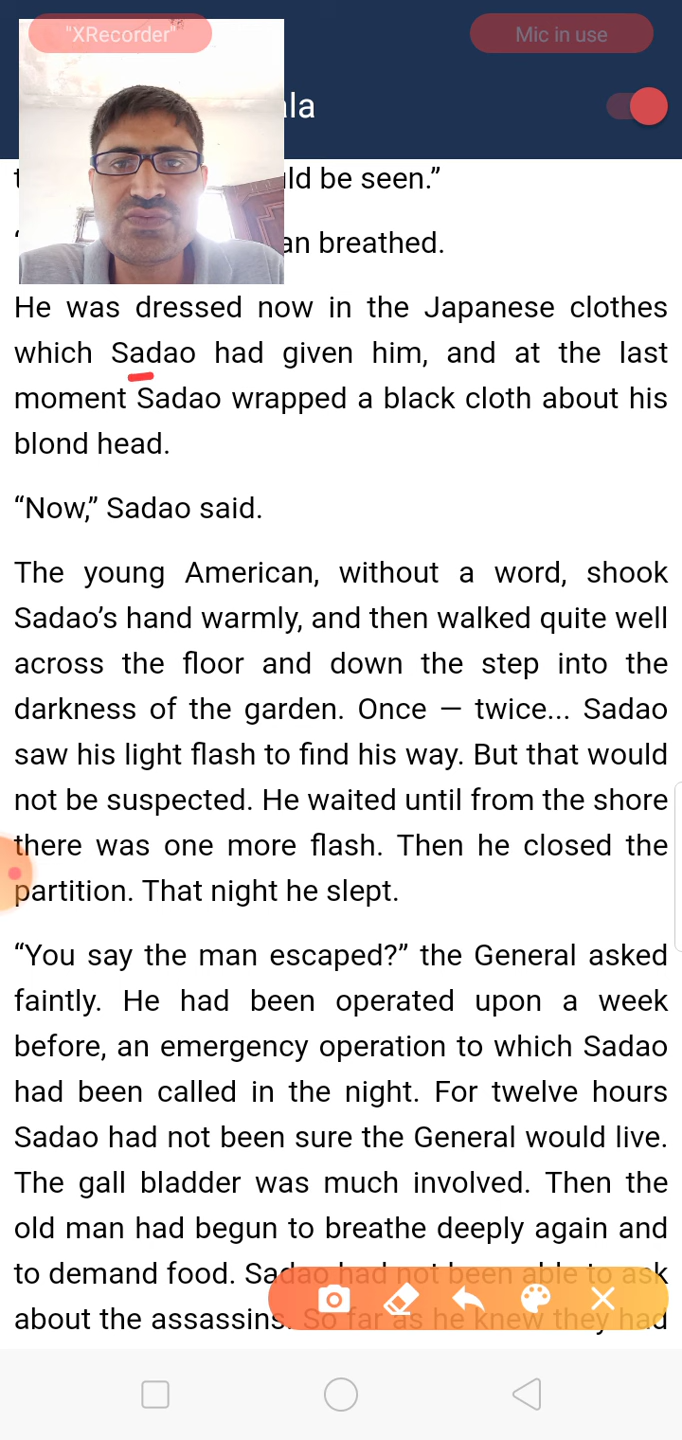 "XRecorder"
Mic in use
ala
ld be seen.”
an breathed.
He was dressed now in the Japanese clothes
which Sadao had given him, and at the last
moment Sadao wrapped a black cloth about his
blond head.
“Now,” Sadao said.
The young American, without a word, shook
Sadao’s hand warmly, and then walked quite well
across the floor and down the step into the
darkness of the garden. Once — twice... Sadao
saw his light flash to find his way. But that would
not be suspected. He waited until from the shore
there was one more flash. Then he closed the
partition. That night he slept.
“You say the man escaped?” the General asked
faintly. He had been operated upon a week
before, an emergency operation to which Sadao
had been called in the night. For twelve hours
Sadao had not been sure the General would live.
The gall bladder was much involved. Then the
old man had begun to breathe deeply again and
to demand food. Sadao had not been able to ask
about the assassins. So far as he knew they had